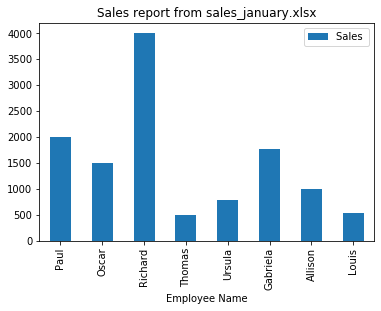 Sales report from sales_january.xlsx
Sales
4000
3500
3000
2500
2000
1500
1000
500
0
Paul
Oscar
Richard
Thomas
Ursula
Gabriela
Allison
Louis
Employee Name